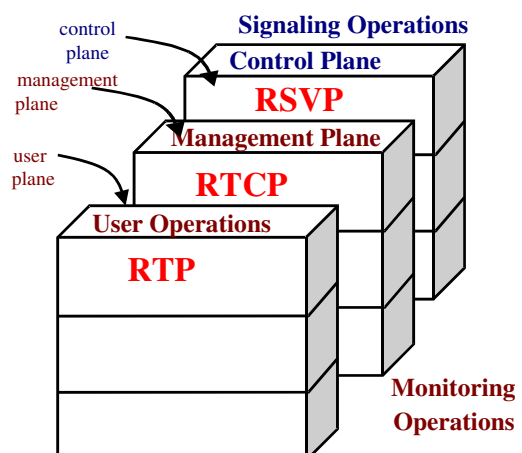 Signaling Operations
control
plane
Control Plane
management
plane
RSVP
Management Plane
user
plane
RTCP
User Operations
RTP
Monitoring
Operations